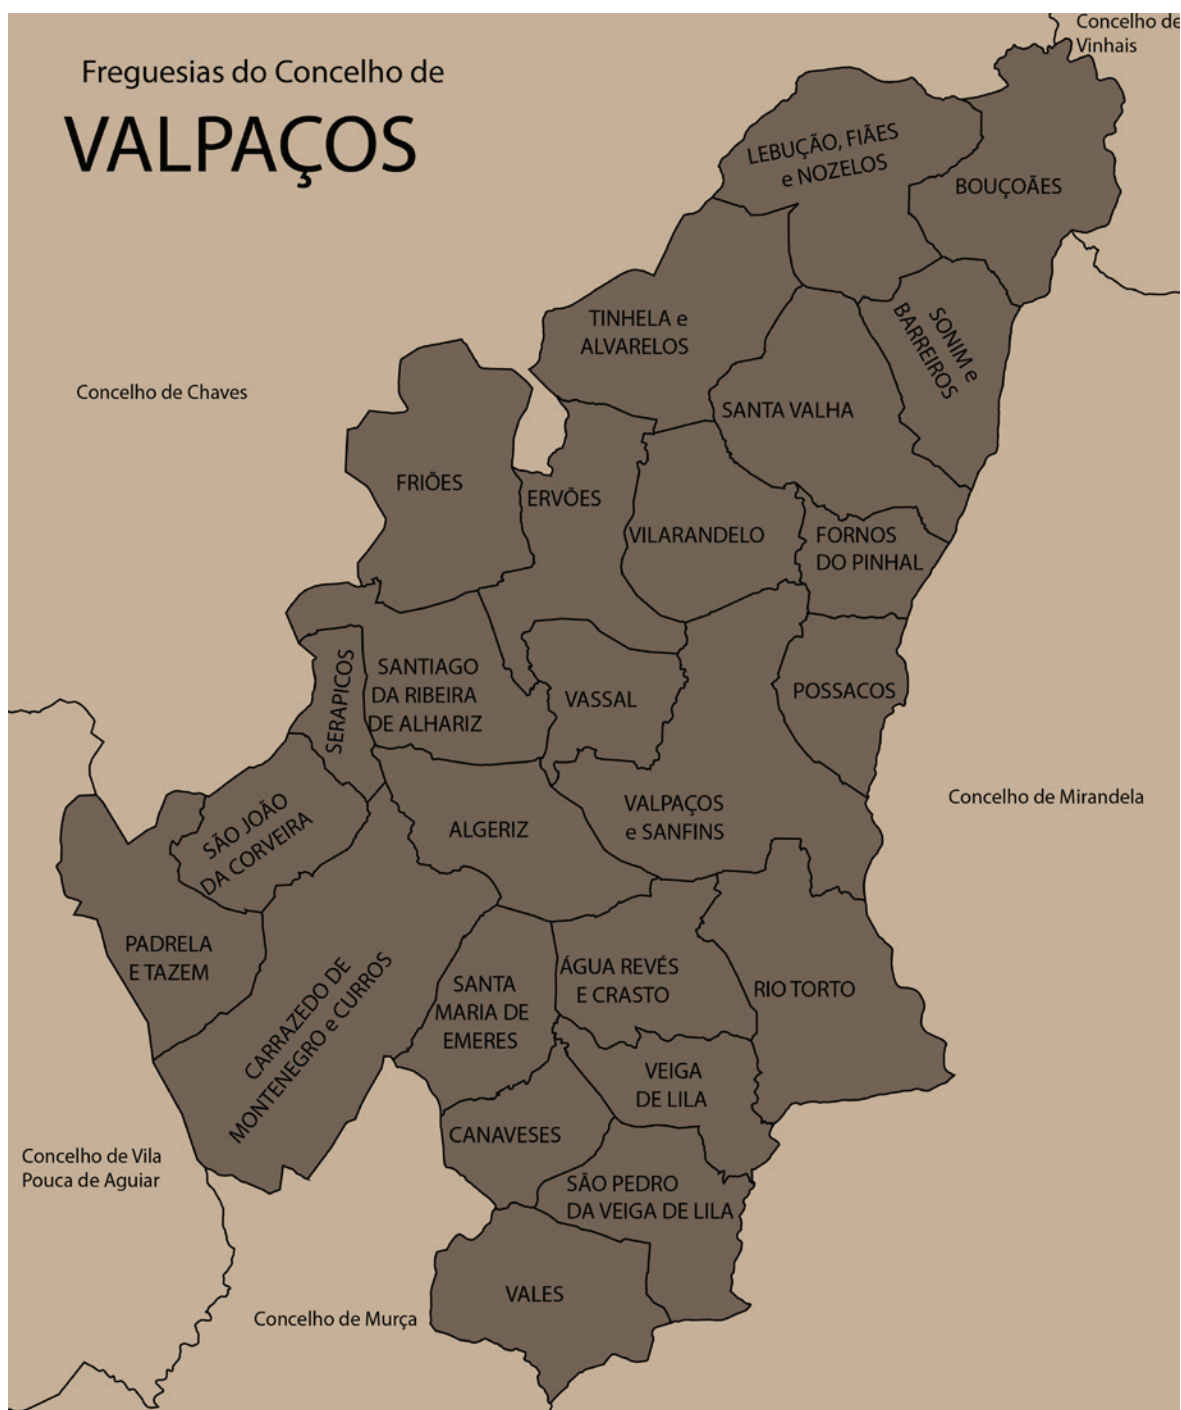 Concelho de
Vinhais
Freguesias do Concelho de
VALPAÇOS
LEBUÇÃO, FIÃES
e NOZELOS
BOUÇOÃES
TINHELA e
ALVARELOS
SONIM e
BARREIROS
Concelho de Chaves
SANTA VALHA
FRIÕES
ERVÕES
VILARANDELO
FORNOS
DO PINHAL
SERAPICOS
SANTIAGO
DA RIBEIRA
DE ALHARIZ
VASSAL
POSSACOS
Concelho de Mirandela
SÃO JOÃO
DA CORVEIRA
ALGERIZ
VALPAÇOS
e SANFINS
PADRELA
E TAZEM
CARRAZEDO DE
MONTENEGRO e CURROS
SANTA
MARIA DE
EMERES
ÁGUA REVÉS
E CRASTO
RIO TORTO
VEIGA
DE LILA
CANAVESES
Concelho de Vila
Pouca de Aguiar
SÃO PEDRO
DA VEIGA DE LILA
VALES
Concelho de Murça